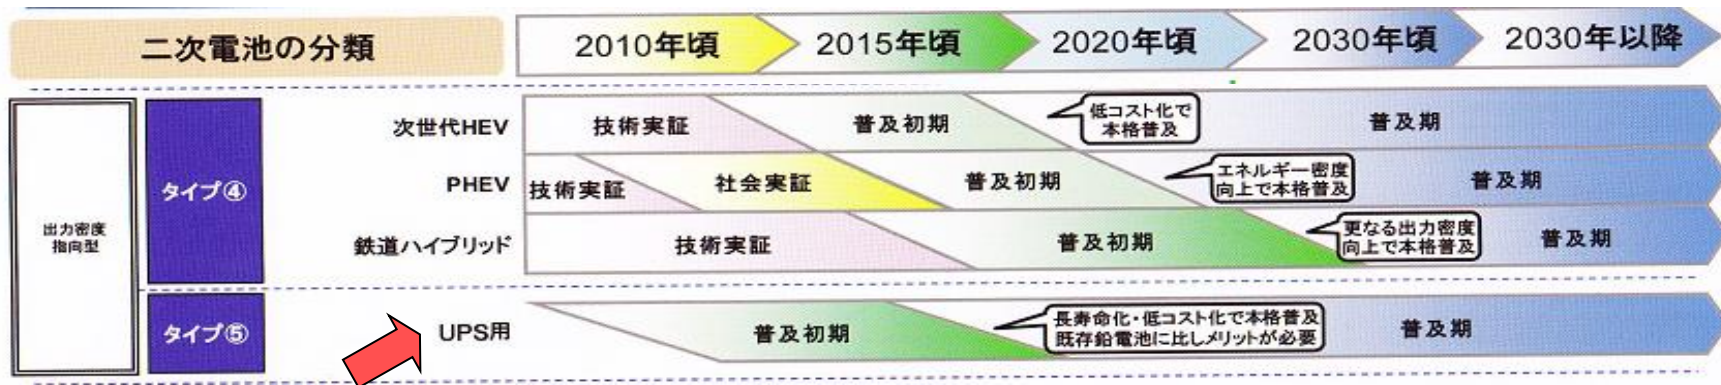 二次電池の分類
2010年頃
2015年頃
2020年頃
2030年頃
2030年以降
出力密度
指向型
タイプ④
次世代HEV
技術実証
普及初期
低コスト化で
本格普及
普及期
PHEV
技術実証
社会実証
普及初期
エネルギー密度
向上で本格普及
普及期
鉄道ハイブリッド
技術実証
普及初期
更なる出力密度
向上で本格普及
普及期
タイプ⑤
UPS用
普及初期
長寿命化・低コスト化で本格普及
既存鉛電池に比しメリットが必要
普及期